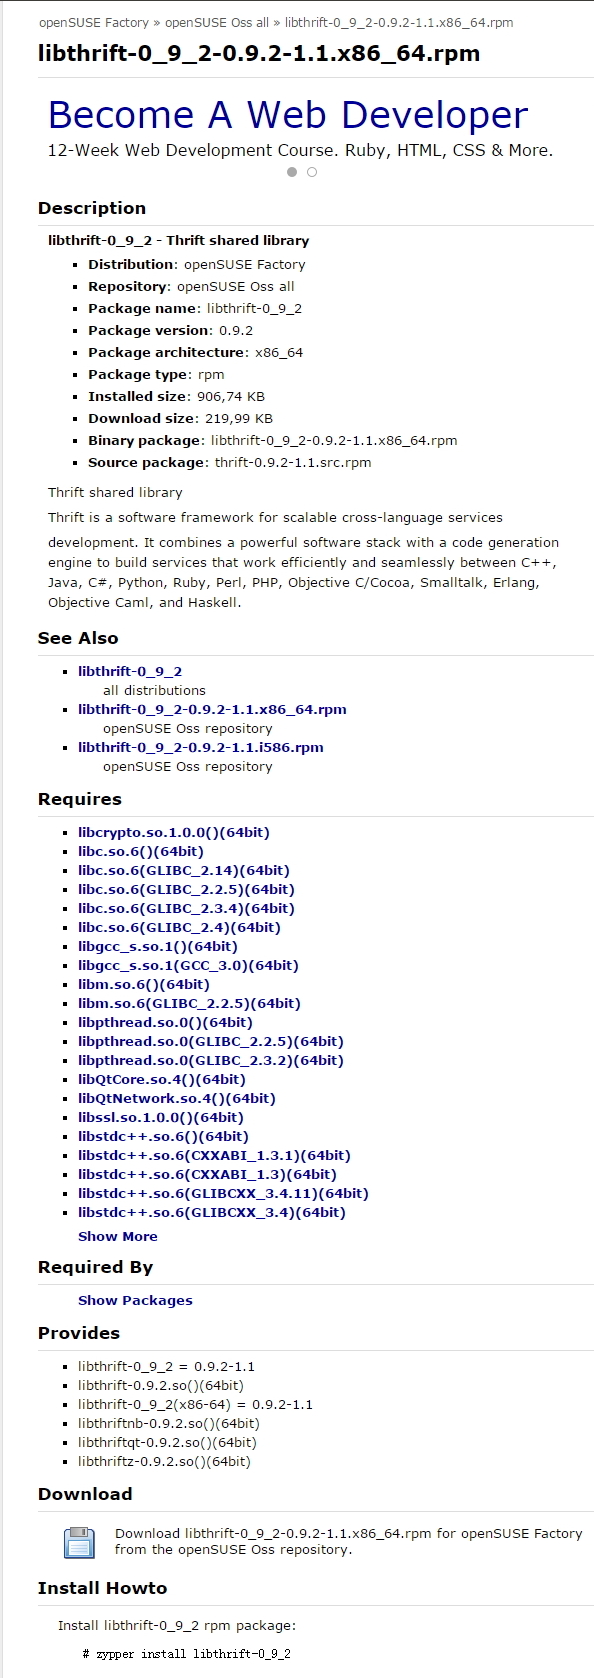 openSUSE Factory » openSUSE Oss all » libthrift-0_9_2-0.9.2-1.1.x86_64.rpm
libthrift-0_9_2-0.9.2-1.1.x86_64.rpm
Become A Web Developer
12-Week Web Development Course. Ruby, HTML, CSS & More.
Description
libthrift-0_9_2 - Thrift shared library
Distribution: openSUSE Factory
Repository: openSUSE Oss all
Package name: libthrift-0_9_2
Package version: 0.9.2
Package architecture: x86_64
Package type: rpm
Installed size: 906,74 KB
Download size: 219,99 KB
Binary package: libthrift-0_9_2-0.9.2-1.1.x86_64.rpm
Source package: thrift-0.9.2-1.1.src.rpm
Thrift shared library
Thrift is a software framework for scalable cross-language services
development. It combines a powerful software stack with a code generation
engine to build services that work efficiently and seamlessly between C++,
Java, C#, Python, Ruby, Perl, PHP, Objective C/Cocoa, Smalltalk, Erlang,
Objective Caml, and Haskell.
See Also
libthrift-0_9_2
all distributions
libthrift-0_9_2-0.9.2-1.1.x86_64.rpm
openSUSE Oss repository
libthrift-0_9_2-0.9.2-1.1.i586.rpm
openSUSE Oss repository
Requires
libcrypto.so.1.0.0()(64bit)
libc.so.6()(64bit)
libc.so.6(GLIBC_2.14)(64bit)
libc.so.6(GLIBC_2.2.5)(64bit)
libc.so.6(GLIBC_2.3.4)(64bit)
libc.so.6(GLIBC_2.4)(64bit)
libgcc_s.so.1()(64bit)
libgcc_s.so.1(GCC_3.0)(64bit)
libm.so.6()(64bit)
libm.so.6(GLIBC_2.2.5)(64bit)
libpthread.so.0()(64bit)
libpthread.so.0(GLIBC_2.2.5)(64bit)
libpthread.so.0(GLIBC_2.3.2)(64bit)
libQtCore.so.4()(64bit)
libQtNetwork.so.4()(64bit)
libssl.so.1.0.0()(64bit)
libstdc++.so.6()(64bit)
libstdc++.so.6(CXXABI_1.3.1)(64bit)
libstdc++.so.6(CXXABI_1.3)(64bit)
libstdc++.so.6(GLIBCXX_3.4.11)(64bit)
libstdc++.so.6(GLIBCXX_3.4)(64bit)
Show More
Required By
Show Packages
Provides
libthrift-0_9_2 = 0.9.2-1.1
libthrift-0.9.2.so()(64bit)
libthrift-0_9_2(x86-64) = 0.9.2-1.1
libthriftnb-0.9.2.so()(64bit)
libthriftqt-0.9.2.so()(64bit)
libthriftz-0.9.2.so()(64bit)
Download
Download libthrift-0_9_2-0.9.2-1.1.x86_64.rpm for openSUSE Factory
from the openSUSE Oss repository.
Install Howto
Install libthrift-0_9_2 rpm package:
# zypper install libthrift-0_9_2